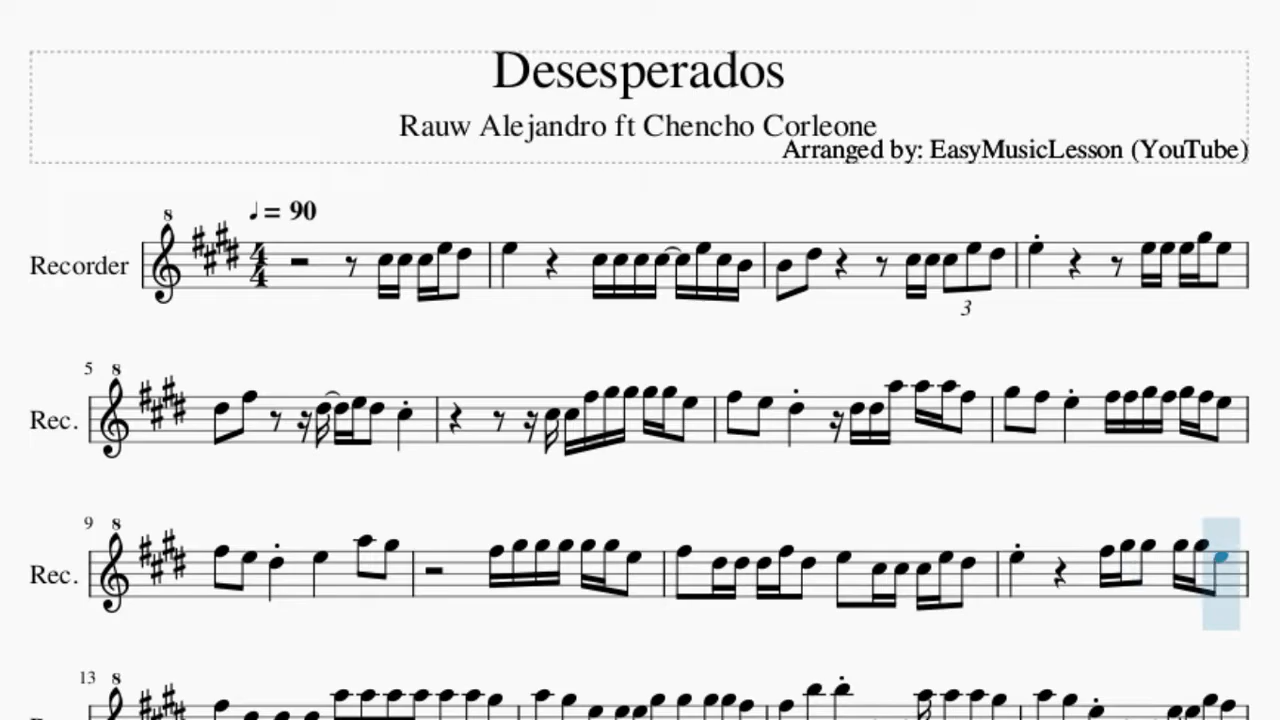 Desesperados
Rauw Alejandro ft Chencho Corleone
Arranged by: EasyMusicLesson (YouTube)
8
♩ = 90
Recorder
4
4
3
5
8
Rec.
9
8
Rec.
13
8